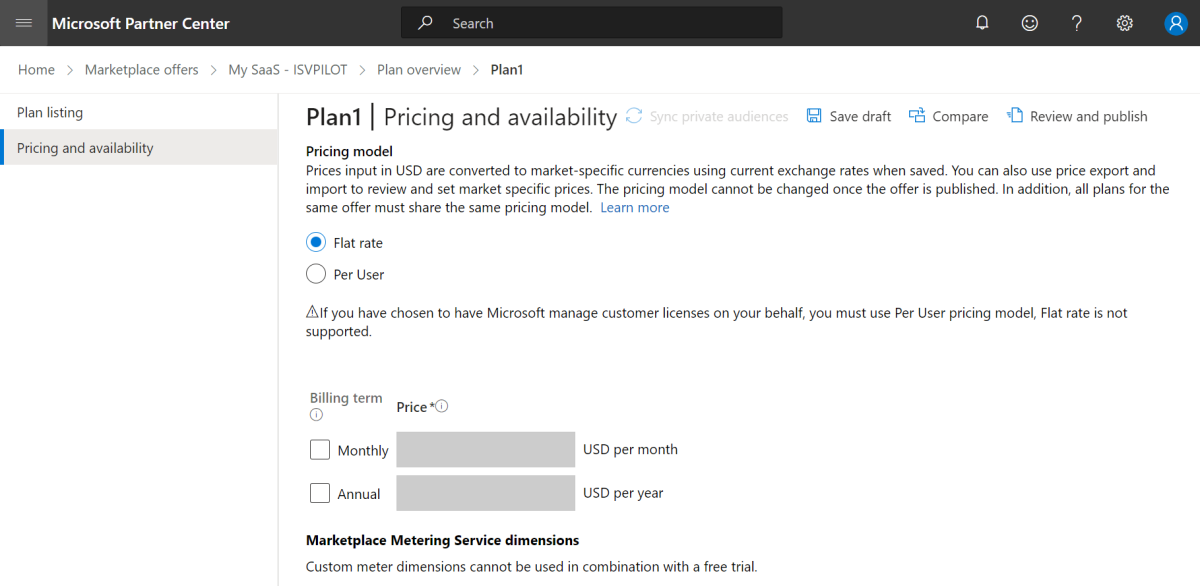 Microsoft Partner Center
Search
Home > Marketplace offers > My SaaS - ISVPILOT > Plan overview > Plan1
Plan listing
Pricing and availability
Plan1 | Pricing and availability
Sync private audiences
Save draft
Compare
Review and publish
Pricing model
Prices input in USD are converted to market-specific currencies using current exchange rates when saved. You can also use price export and
import to review and set market specific prices. The pricing model cannot be changed once the offer is published. In addition, all plans for the
same offer must share the same pricing model. Learn more
Flat rate
Per User
⚠If you have chosen to have Microsoft manage customer licenses on your behalf, you must use Per User pricing model, Flat rate is not
supported.
Billing term
Price *
Monthly
USD per month
Annual
USD per year
Marketplace Metering Service dimensions
Custom meter dimensions cannot be used in combination with a free trial.